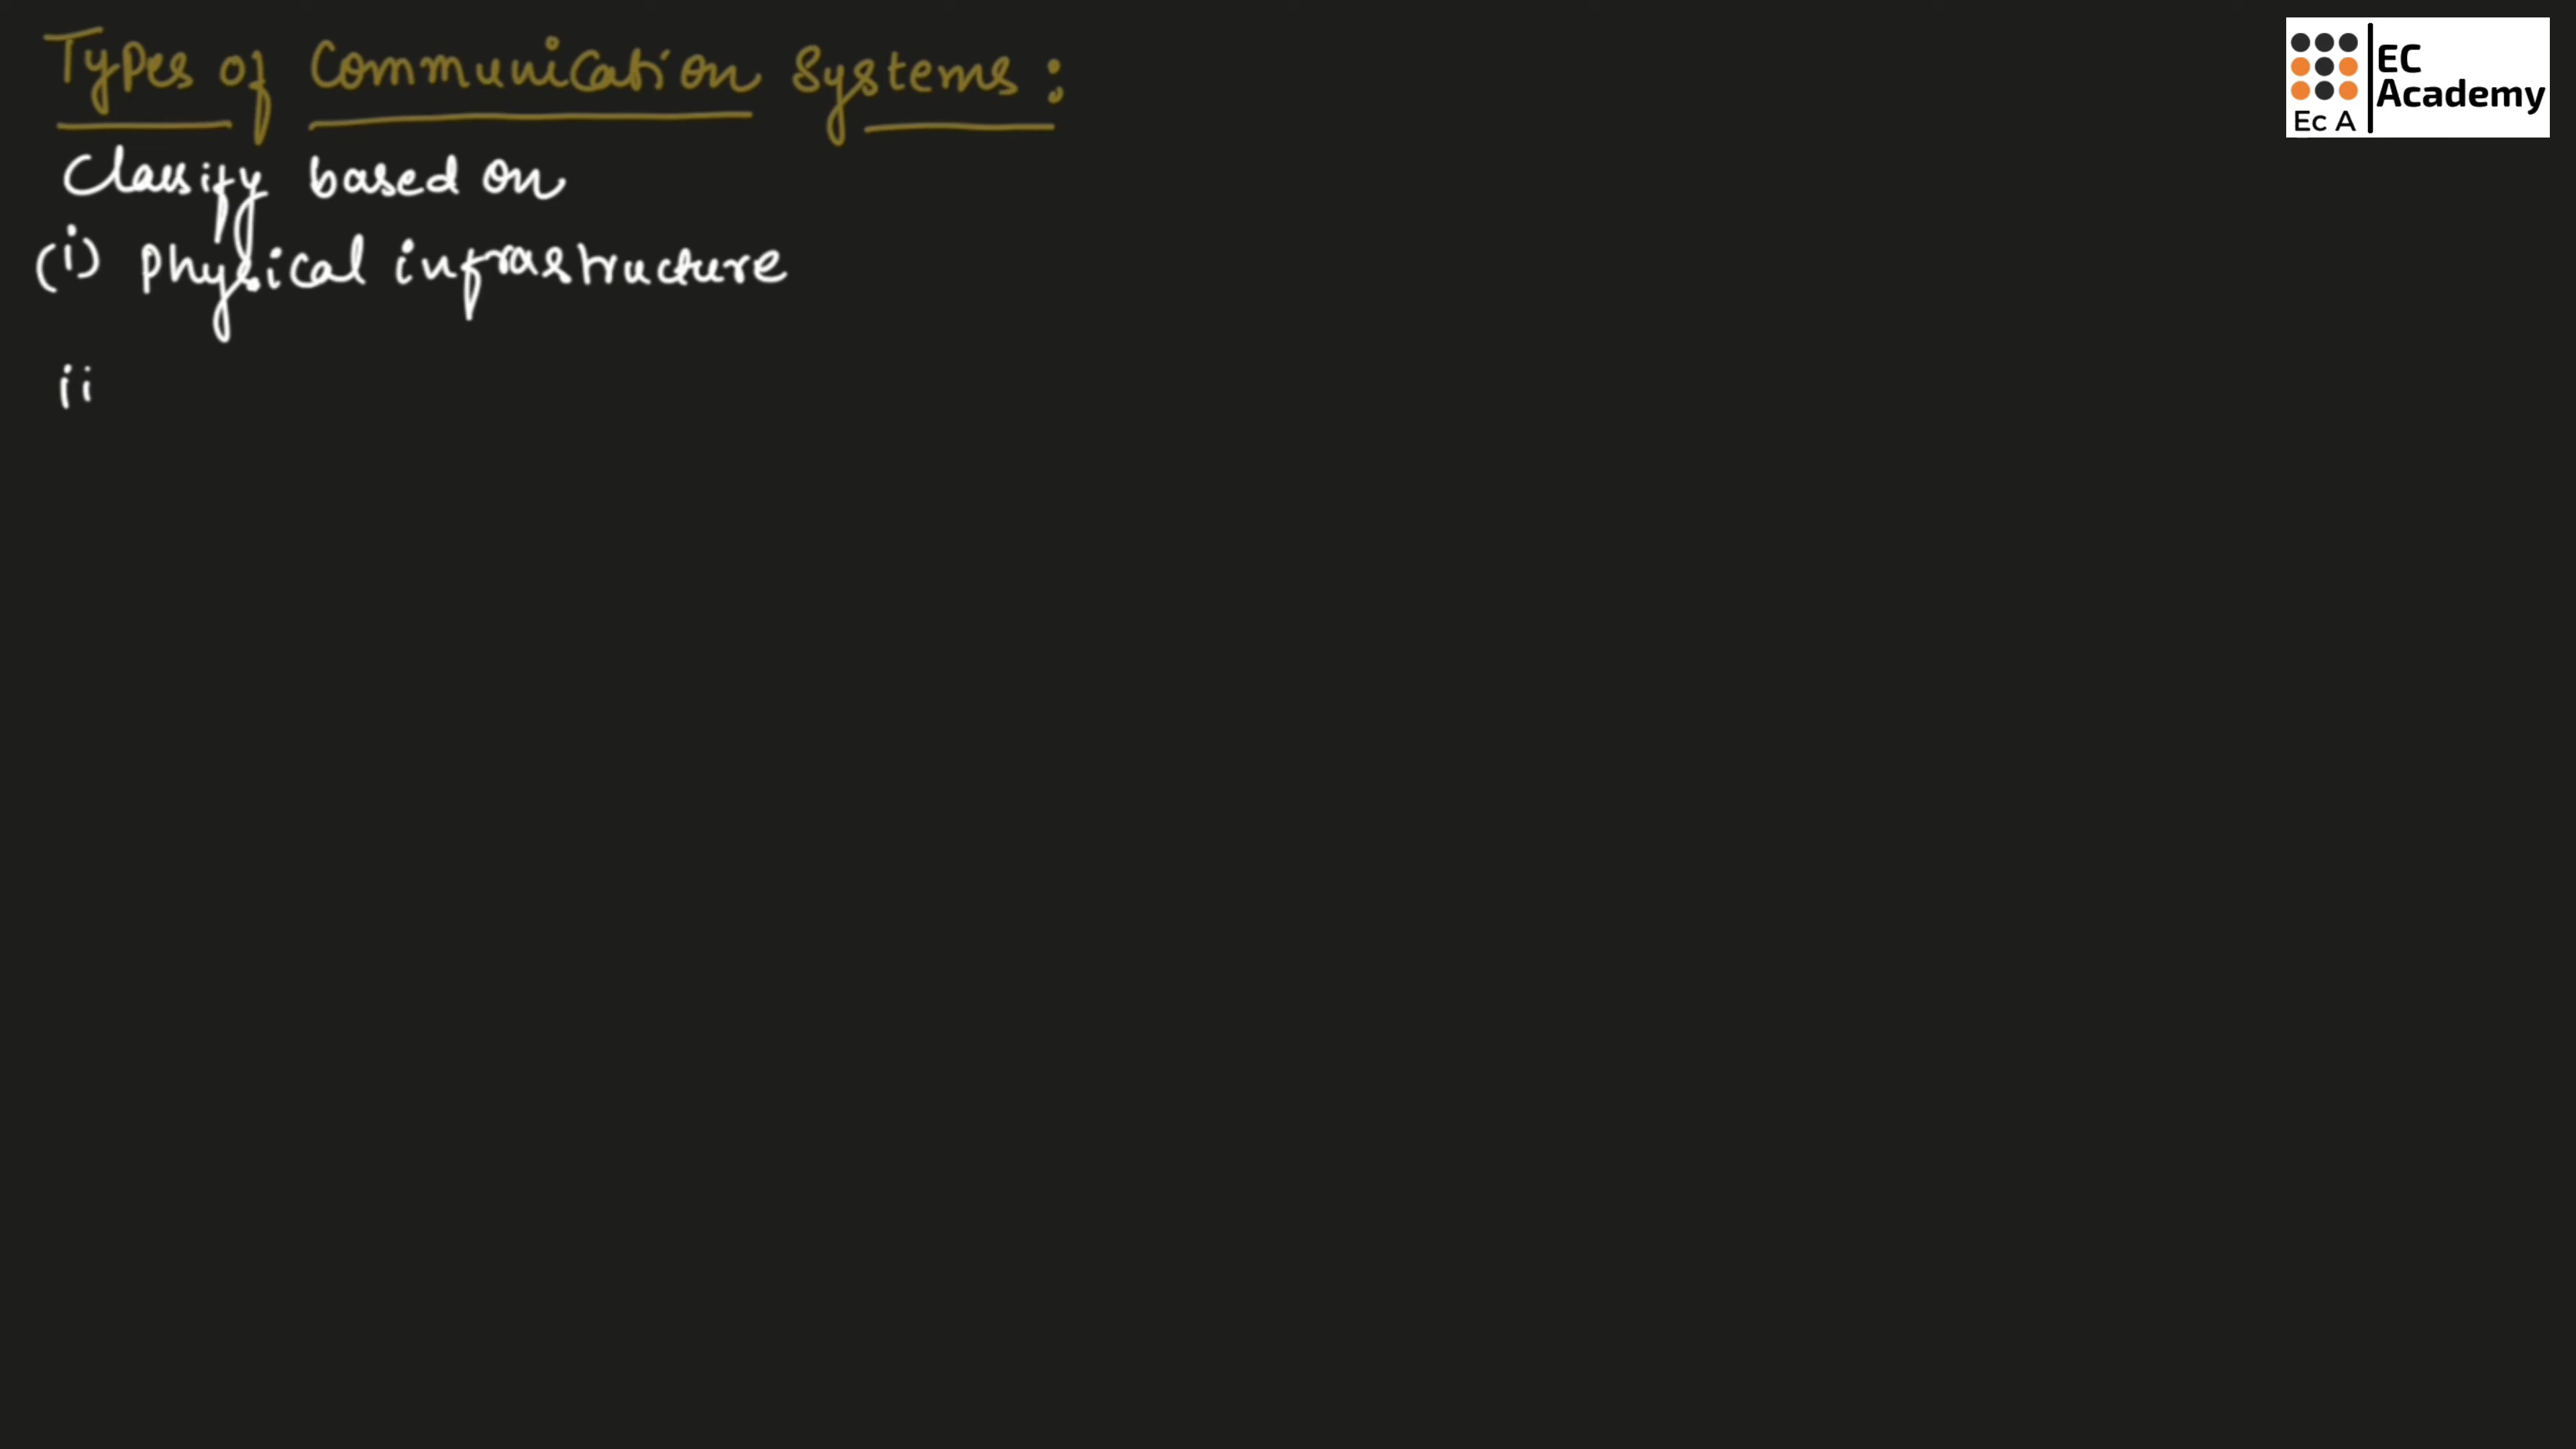 Types of Communication Systems :
Classify based on
(i) Physical infrastructure
ii
EC
Academy
Ec A